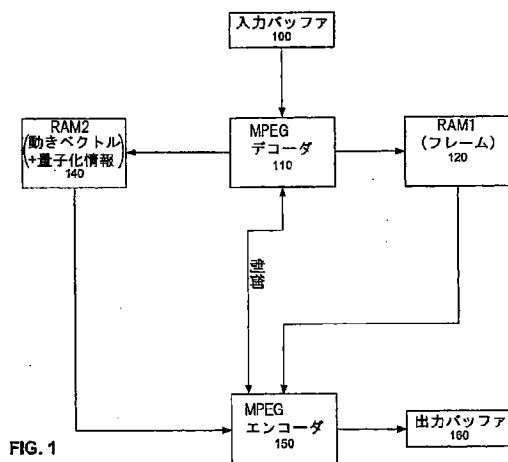 入力バッファ
100
RAM2
(動きベクトル
+量子化情報)
140
MPEG
デコーダ
110
RAM1
(フレーム)
120
制御
MPEG
エンコーダ
150
出力バッファ
160
FIG. 1